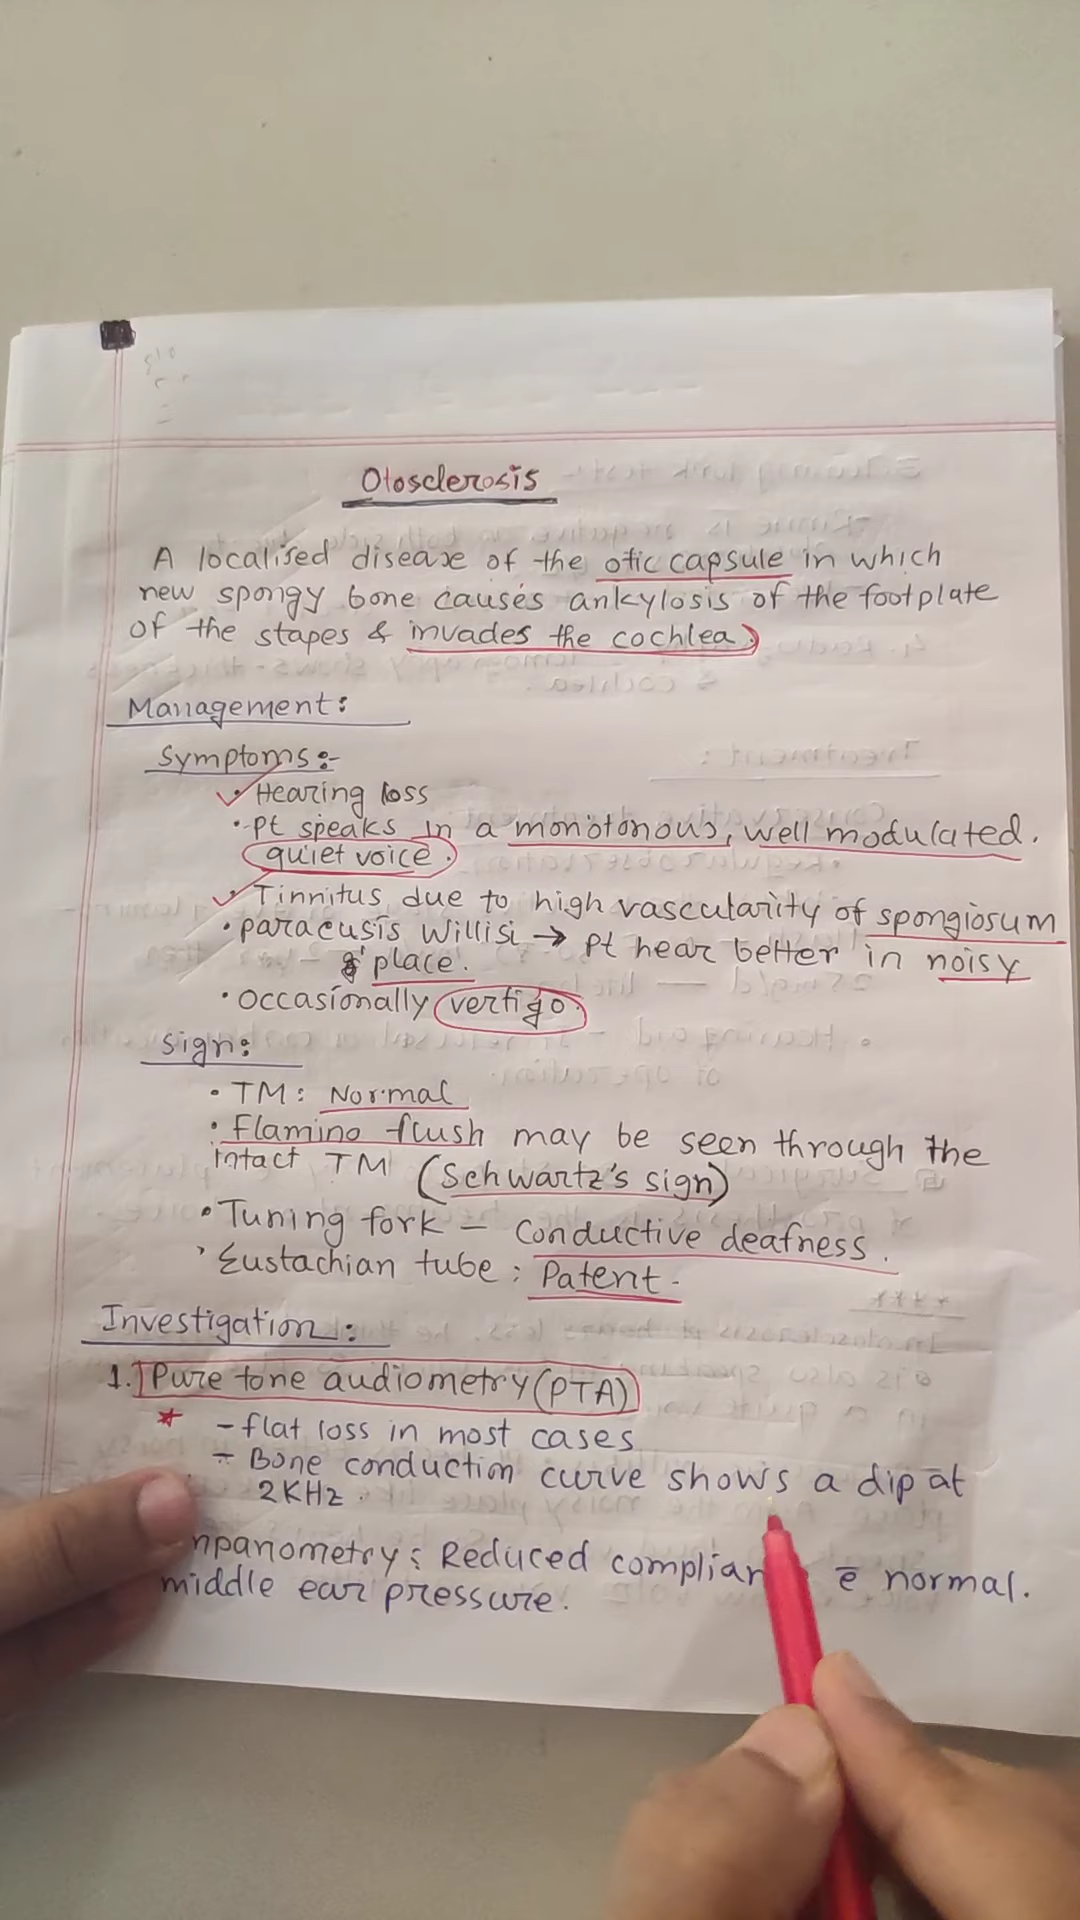 Otosclerosis
A localised disease of the otic capsule in which
new spongy bone causes ankylosis of the footplate
of the stapes & invades the cochlea.
Management:
Symptoms:-
• Hearing loss
• Pt speaks in a monotonous, well modulated.
quiet voice.
• Tinnitus due to high vascularity of spongiosum
• paracusis willisi → pt hear better in noisy
place.
• Occasionally vertigo.
Sign:
• TM: Normal
• Flamino flush may be seen through the
intact TM (Schwartz's sign)
• Tuning fork – Conductive deafness.
• Eustachian tube: Patent.
Investigation:
1. Pure tone audiometry (PTA)
* – flat loss in most cases
– Bone conduction curve shows a dip at
2KHz.
npanometry: Reduced complian ē normal.
middle ear pressure.